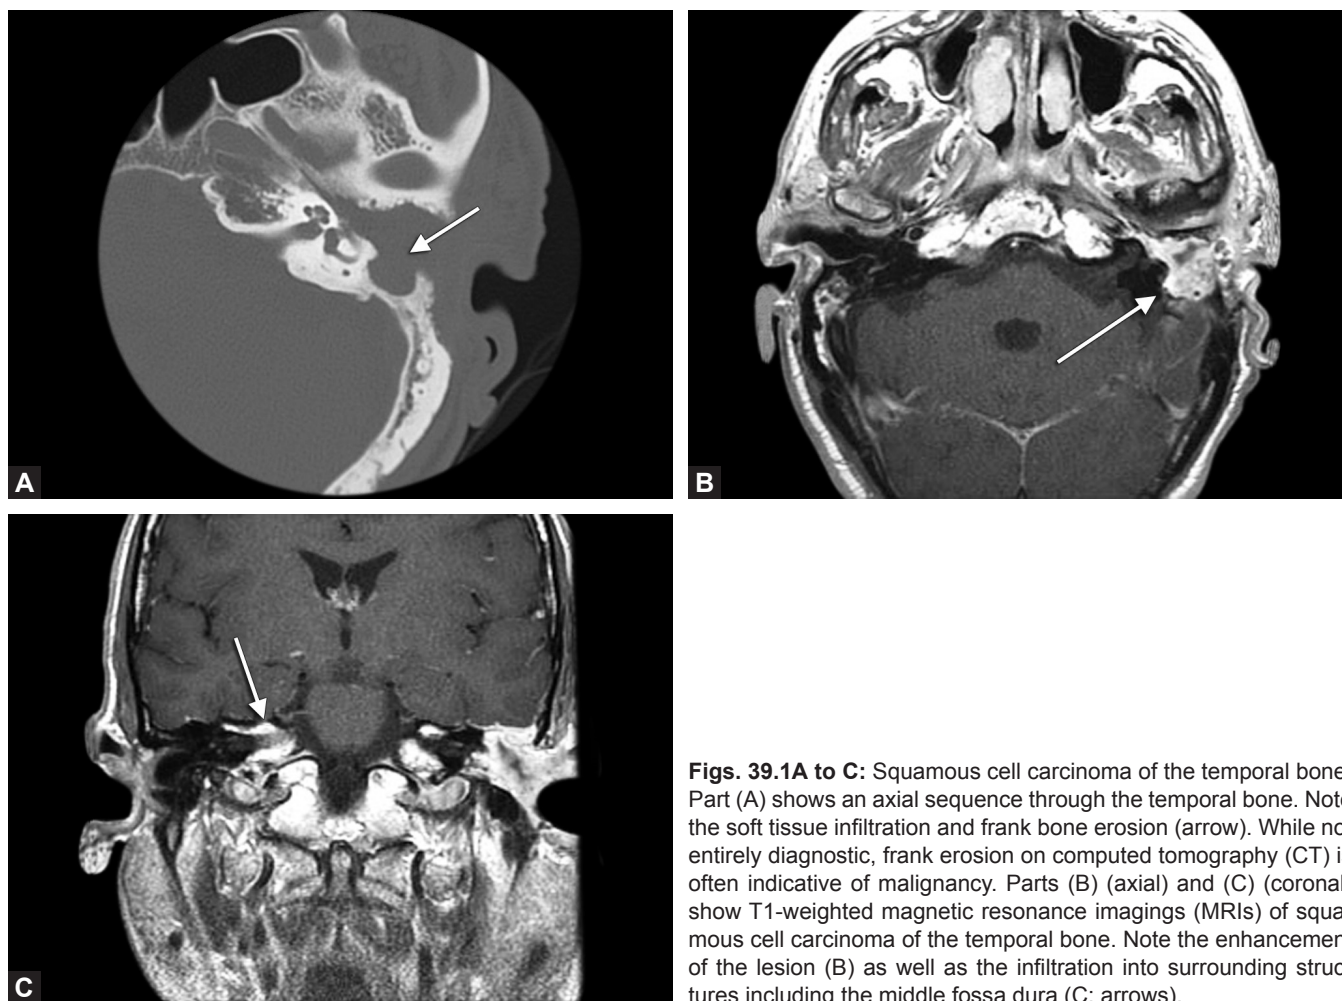 A
B
C
Figs. 39.1A to C: Squamous cell carcinoma of the temporal bone
Part (A) shows an axial sequence through the temporal bone. Note
the soft tissue infiltration and frank bone erosion (arrow). While no
entirely diagnostic, frank erosion on computed tomography (CT) i
often indicative of malignancy. Parts (B) (axial) and (C) (coronal
show T1-weighted magnetic resonance imagings (MRIs) of squa-
mous cell carcinoma of the temporal bone. Note the enhancemen
of the lesion (B) as well as the infiltration into surrounding struc-
tures including the middle fossa dura (C; arrows).